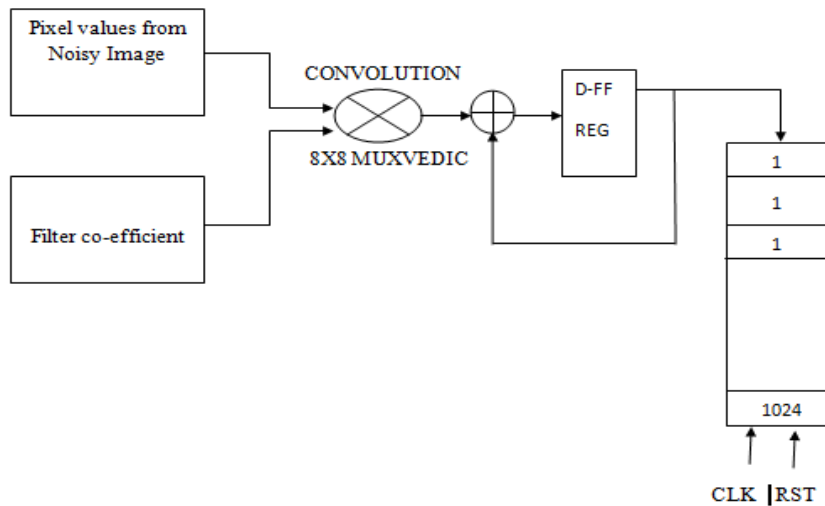 Pixel values from
Noisy Image
CONVOLUTION
8X8 MUXVEDIC
Filter co-efficient
D-FF
REG
1
1
1
1024
CLK |RST